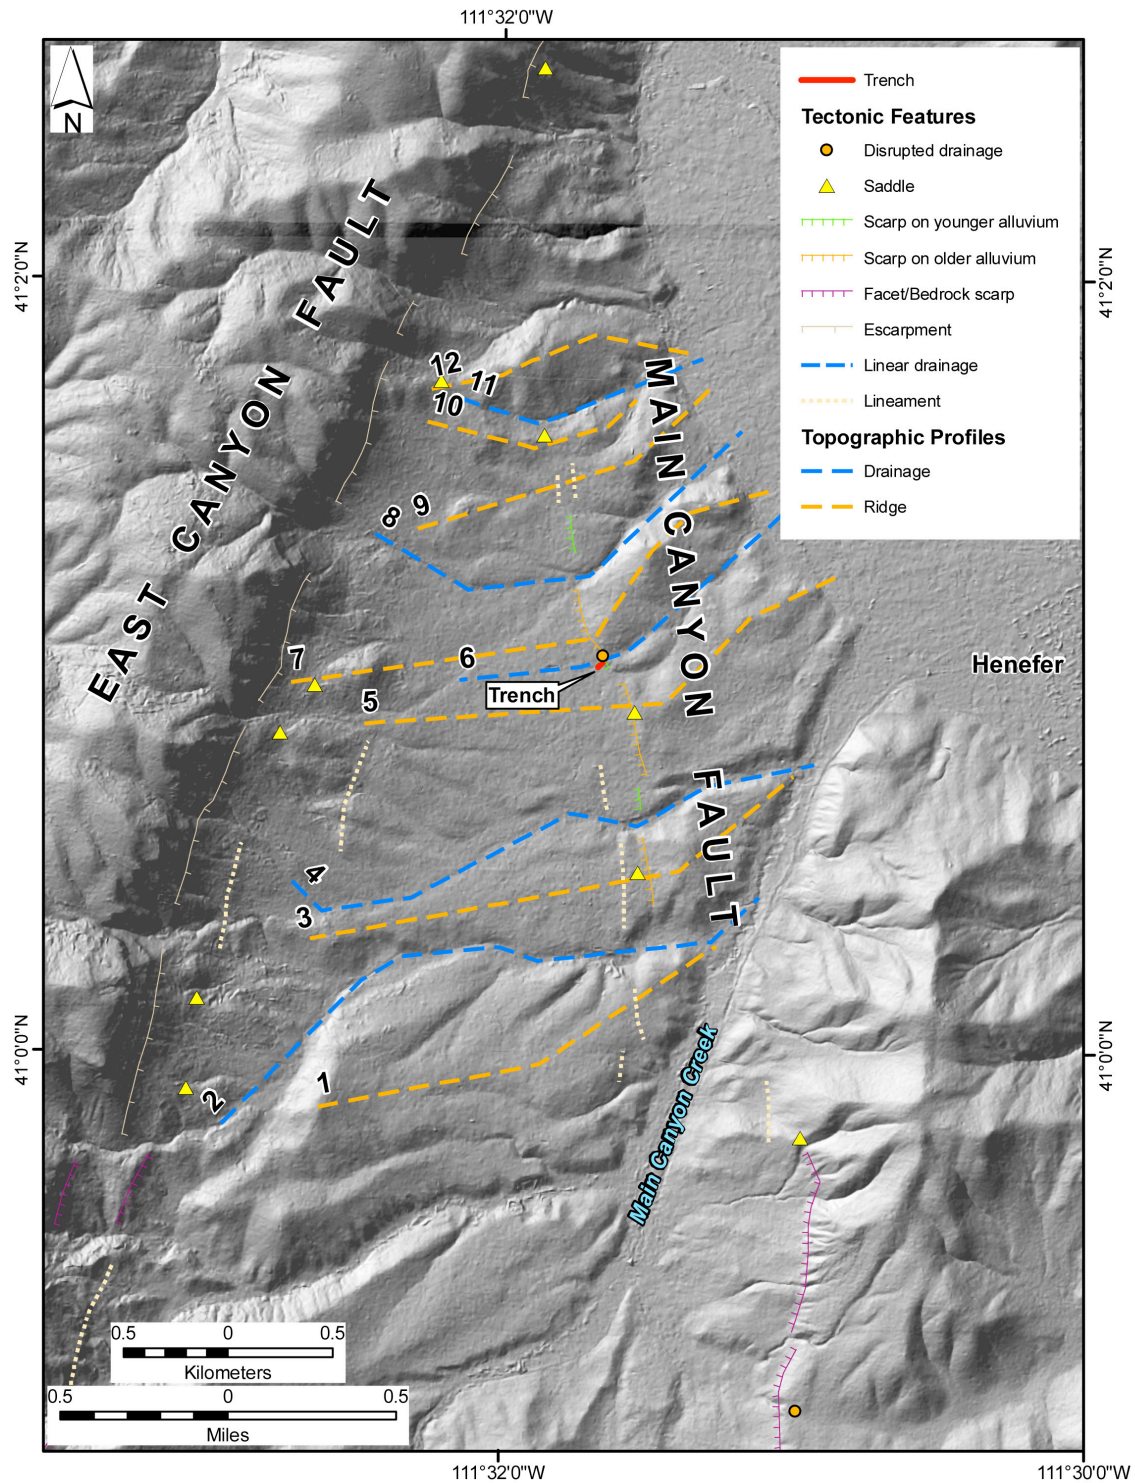 111°32'0"W
N
Trench
Tectonic Features
Disrupted drainage
Saddle
Scarp on younger alluvium
Scarp on older alluvium
Facet/Bedrock scarp
Escarpment
Linear drainage
Lineament
Topographic Profiles
Drainage
Ridge
41°2'0"N
41°2'0"N
EAST CANYON FAULT
MAIN CANYON FAULT
12
11
10
9
8
7
6
5
Trench
Henefer
4
3
2
1
41°0'0"N
41°0'0"N
Main Canyon Creek
0.5 0 0.5
Kilometers
0.5 0 0.5
Miles
111°32'0"W
111°30'0"W